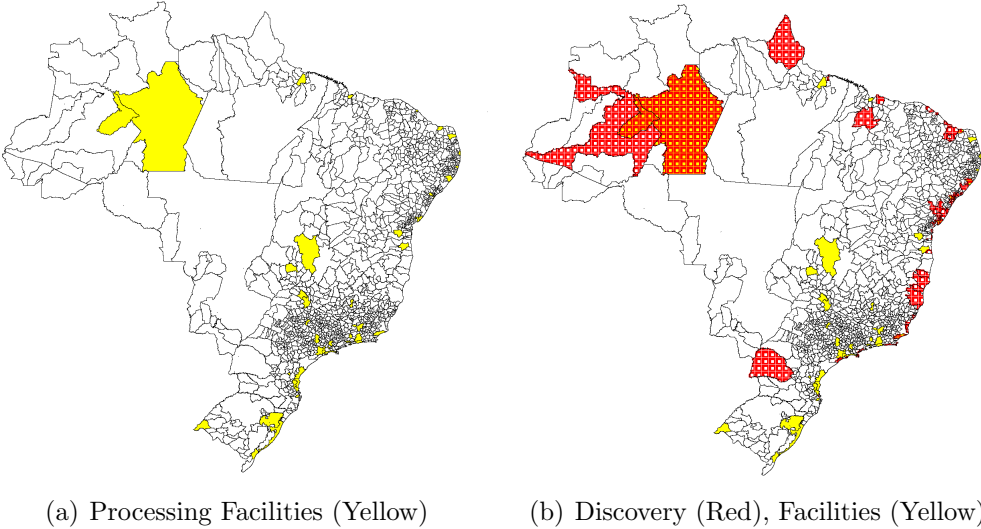 (a) Processing Facilities (Yellow)
(b) Discovery (Red), Facilities (Yellow)